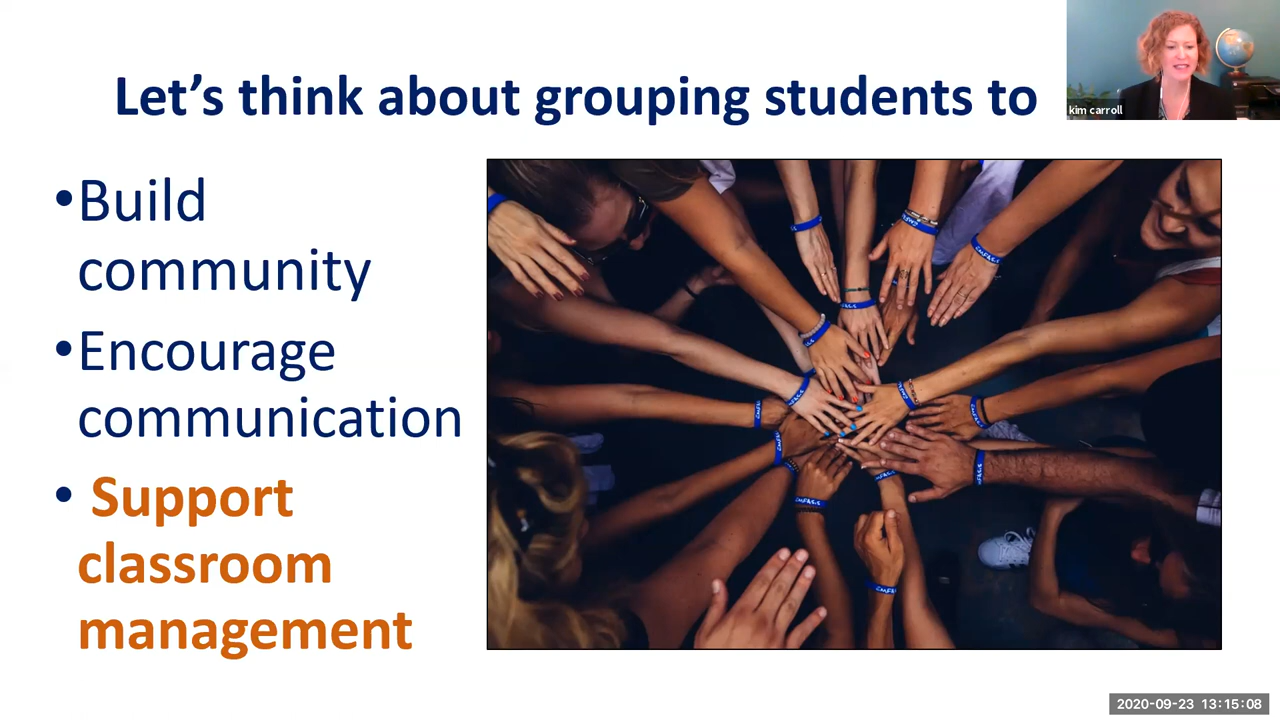 Let’s think about grouping students to
kim carroll
•Build
community
•Encourage
communication
• Support
classroom
management
2020-09-23 13:15:08